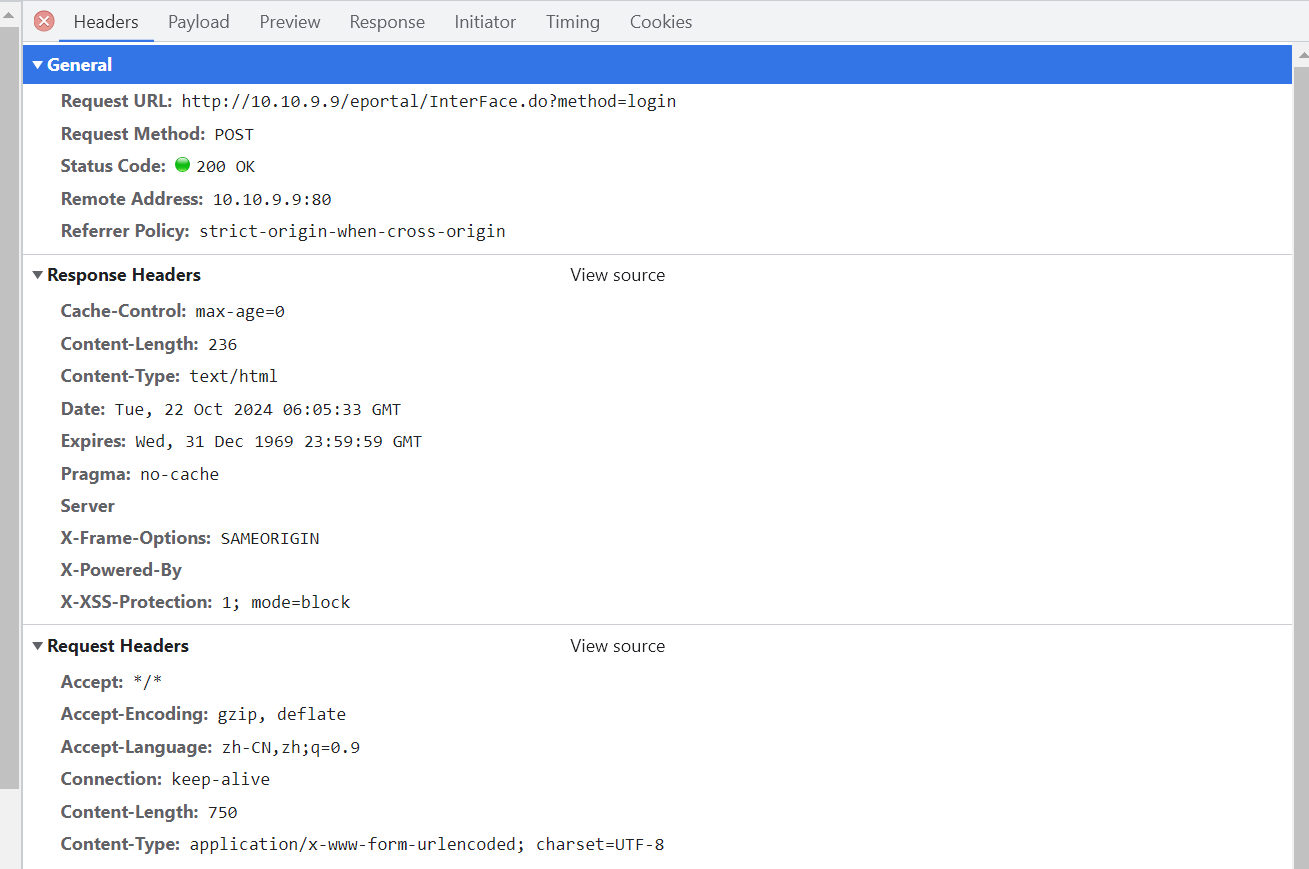 Headers Payload Preview Response Initiator Timing Cookies
General
Request URL: http://10.10.9.9/eportal/InterFace.do?method=login
Request Method: POST
Status Code: 200 OK
Remote Address: 10.10.9.9:80
Referrer Policy: strict-origin-when-cross-origin
Response Headers View source
Cache-Control: max-age=0
Content-Length: 236
Content-Type: text/html
Date: Tue, 22 Oct 2024 06:05:33 GMT
Expires: Wed, 31 Dec 1969 23:59:59 GMT
Pragma: no-cache
Server
X-Frame-Options: SAMEORIGIN
X-Powered-By
X-XSS-Protection: 1; mode=block
Request Headers View source
Accept: */*
Accept-Encoding: gzip, deflate
Accept-Language: zh-CN,zh;q=0.9
Connection: keep-alive
Content-Length: 750
Content-Type: application/x-www-form-urlencoded; charset=UTF-8